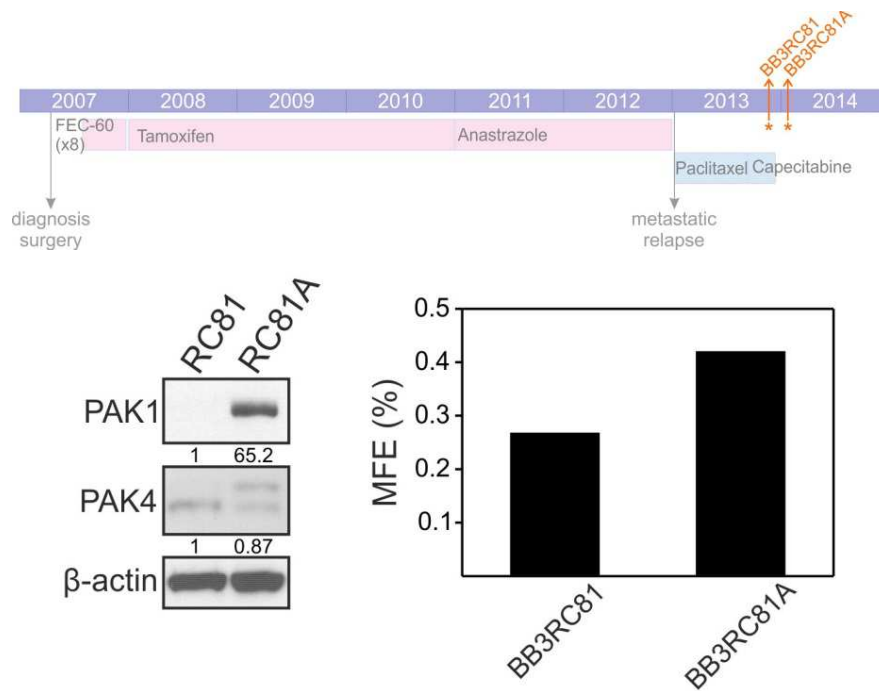 BB3RC81
BB3RC81A
2007 2008 2009 2010 2011 2012 2013 2014
FEC-60
(x8)
Tamoxifen
Anastrazole
Paclitaxel Capecitabine
* *
diagnosis
surgery
metastatic
relapse
RC81
RC81A
PAK1
1 65.2
PAK4
1 0.87
β-actin
MFE (%)
0.5
0.4
0.3
0.2
0.1
BB3RC81
BB3RC81A